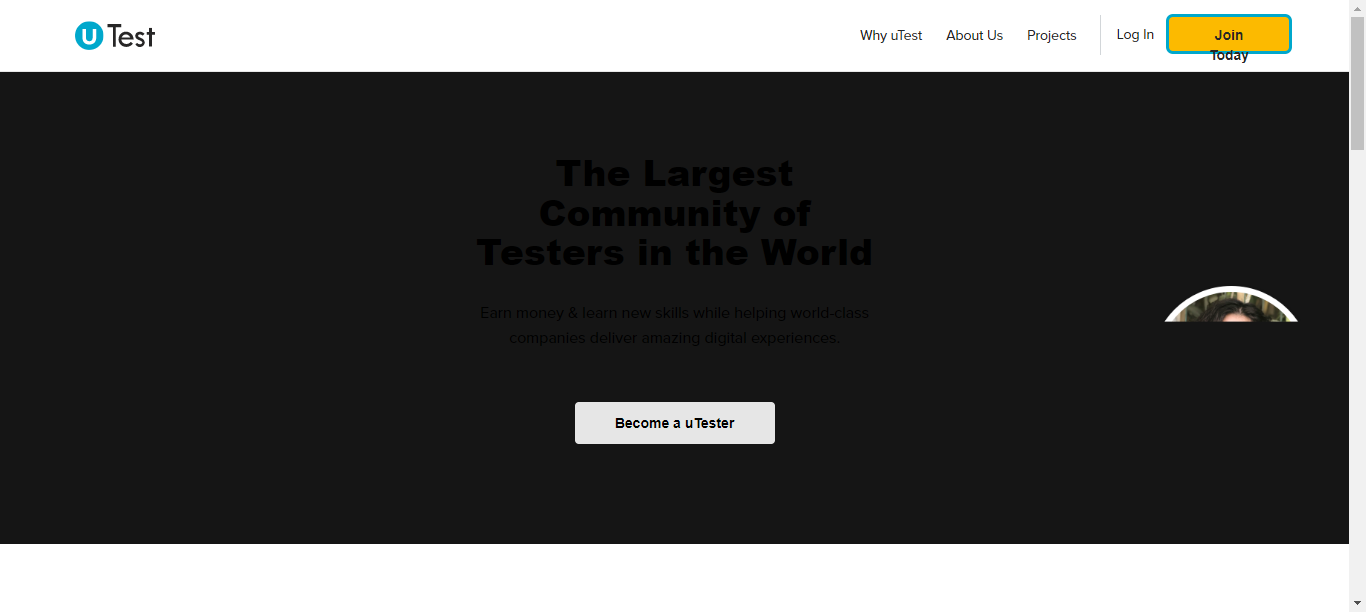 uTest
Why uTest
About Us
Projects
Log In
Join
Today
The Largest
Community of
Testers in the World
Earn money & learn new skills while helping world-class
companies deliver amazing digital experiences.
Become a uTester